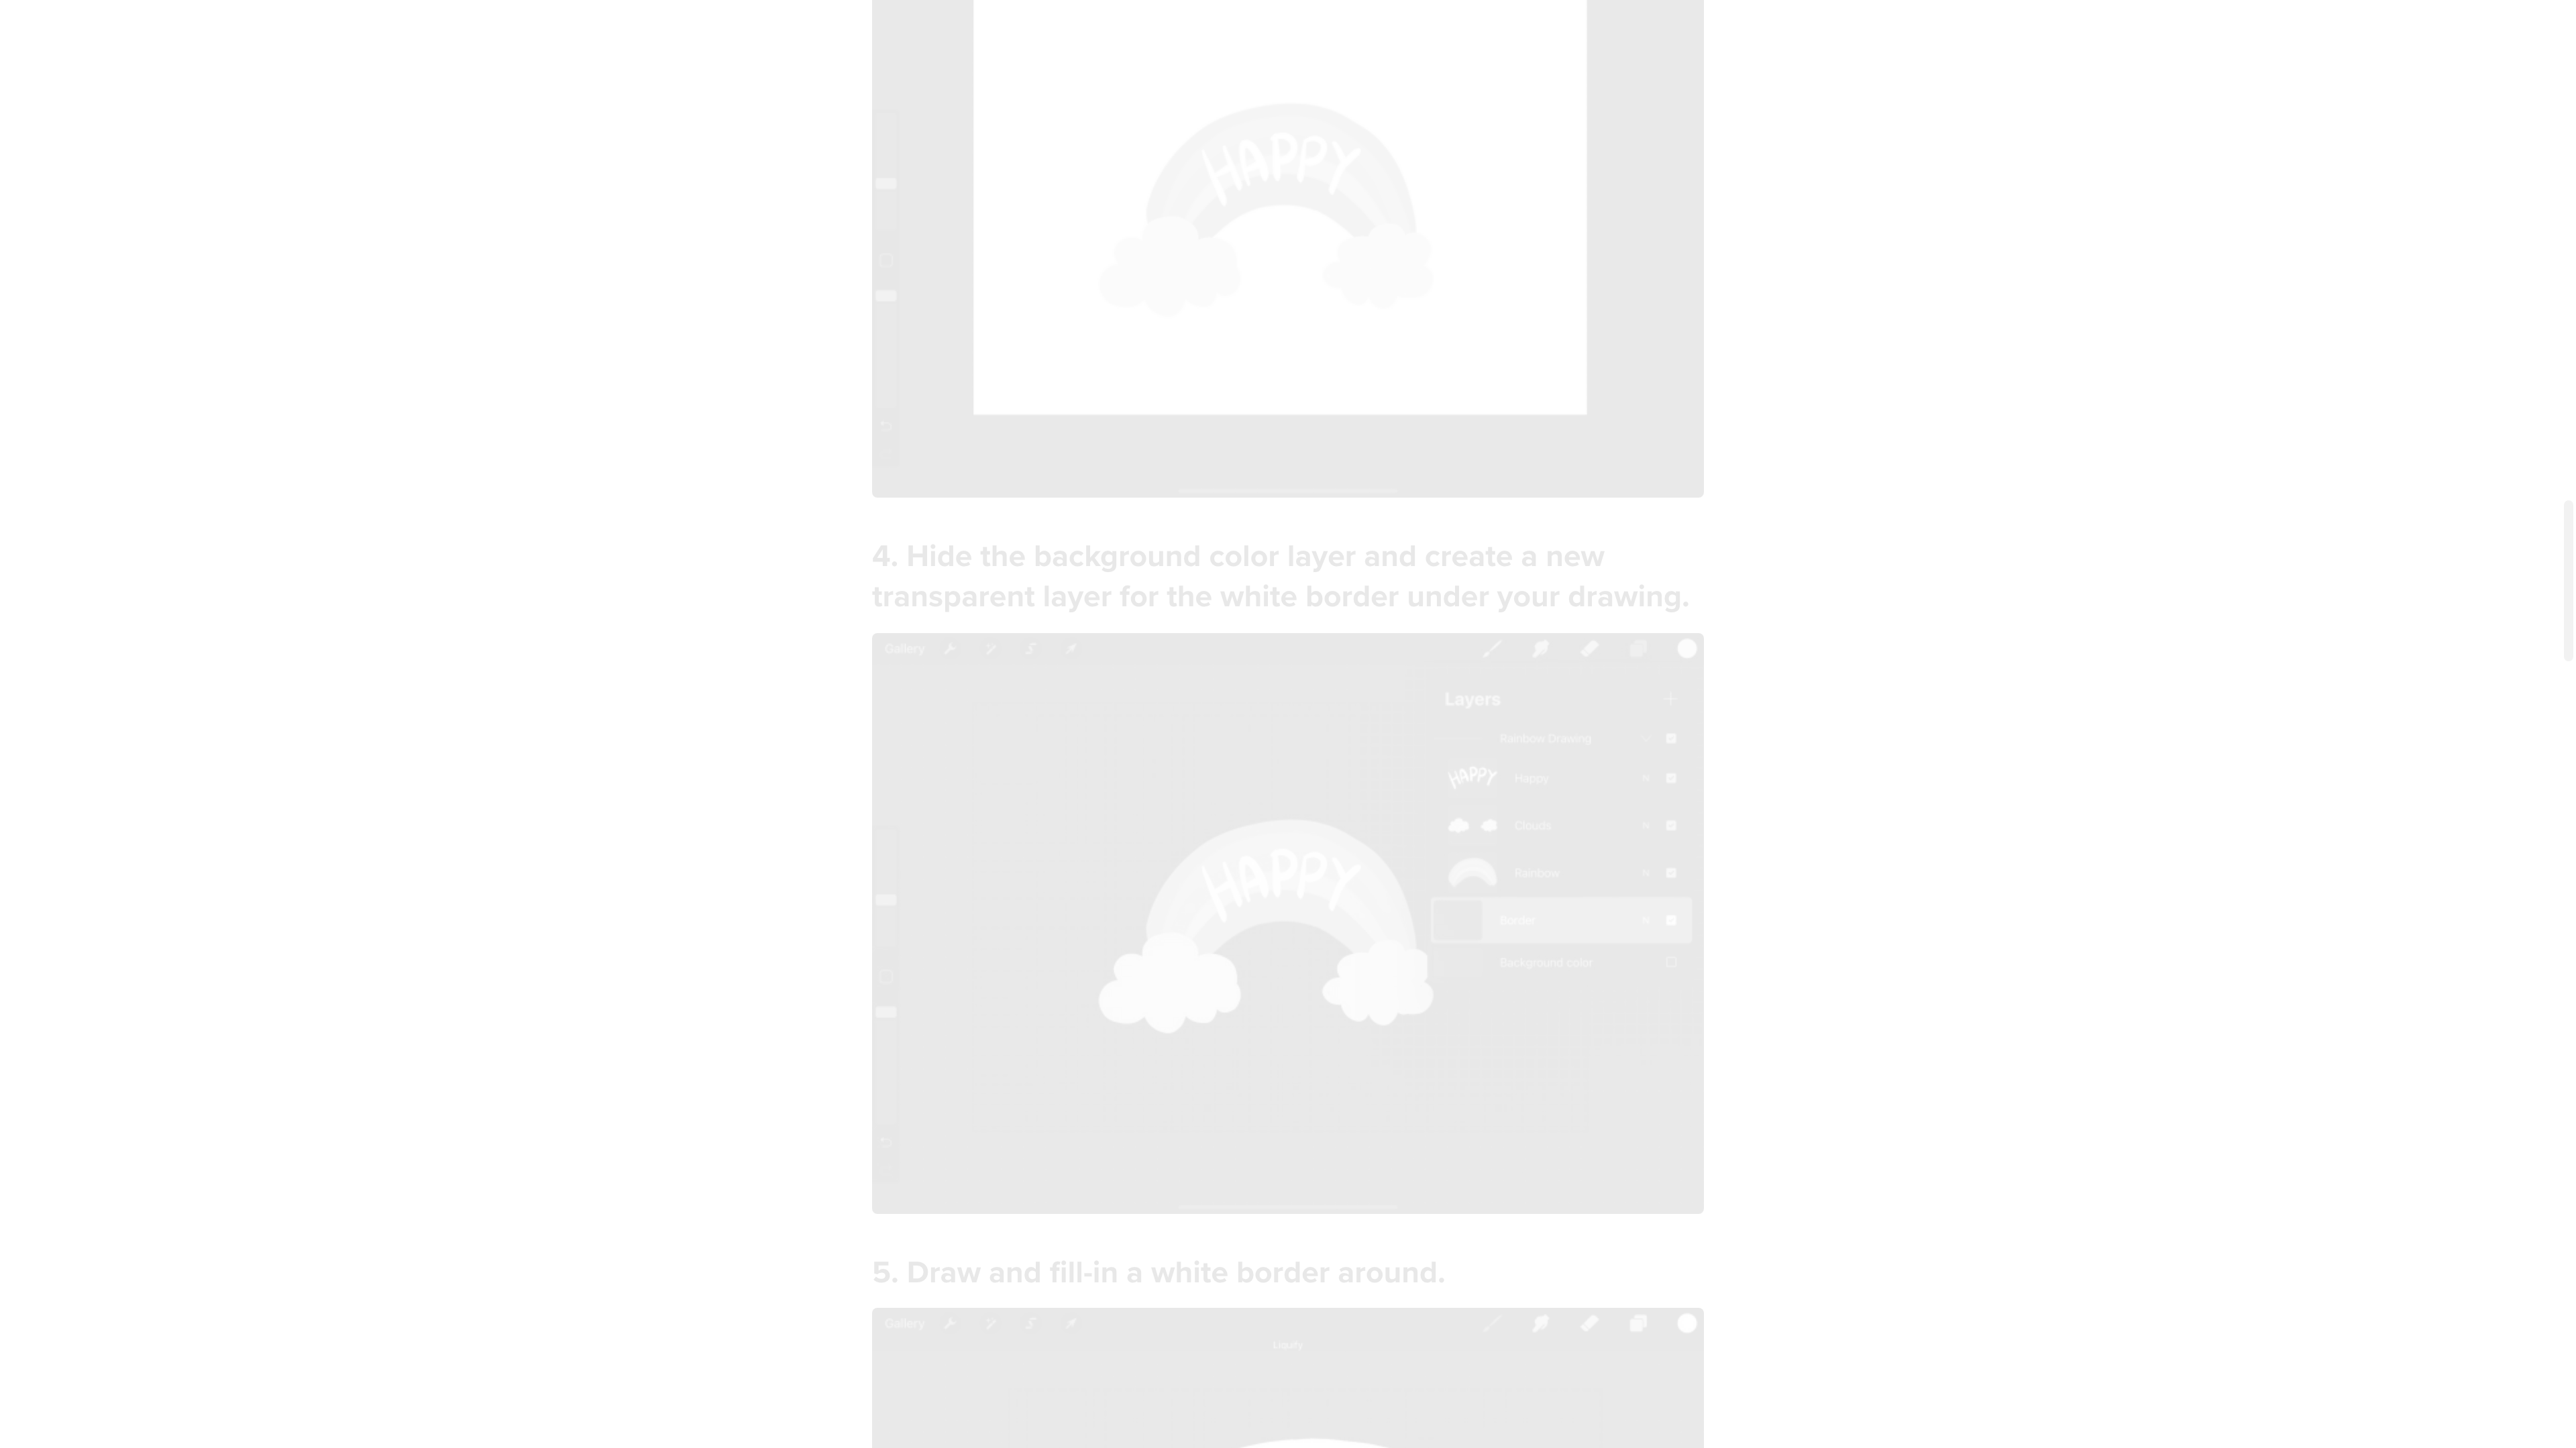 HAPPY
4. Hide the background color layer and create a new
transparent layer for the white border under your drawing.
Gallery
Layers
Rainbow Drawing
HAPPY
Happy
Clouds
HAPPY
Rainbow
Border
Background color
5. Draw and fill-in a white border around.
Gallery
Liquify